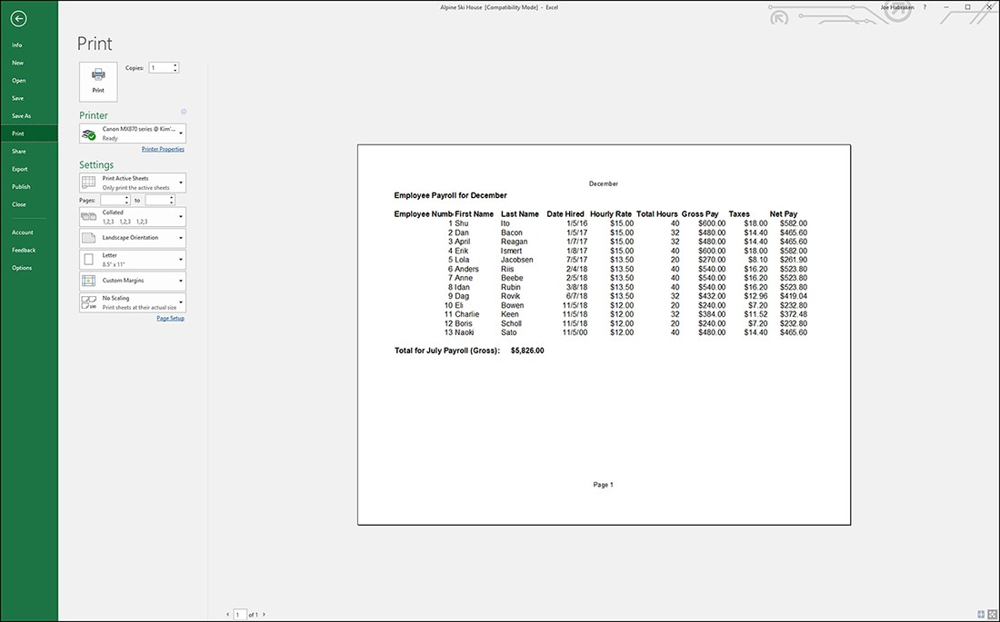 Alpine Ski House [Compatibility Mode] - Excel
Joe Habraken ?
Info
New
Open
Save
Save As
Print
Share
Export
Publish
Close
Account
Feedback
Options
Print
Print
Copies: 1
Printer
Canon MX870 series @ Kim'...
Ready
Printer Properties
Settings
Print Active Sheets
Only print the active sheets
Pages: to
Collated
1,2,3 1,2,3 1,2,3
Landscape Orientation
Letter
8.5" x 11"
Custom Margins
No Scaling
Print sheets at their actual size
100
Page Setup
December
Employee Payroll for December
Employee Numb First Name Last Name Date Hired Hourly Rate Total Hours Gross Pay Taxes Net Pay
1 Shu Ito 1/5/16 $15.00 40 $600.00 $18.00 $582.00
2 Dan Bacon 1/5/17 $15.00 32 $480.00 $14.40 $465.60
3 April Reagan 1/7/17 $15.00 32 $480.00 $14.40 $465.60
4 Erik Ismert 1/8/17 $15.00 40 $600.00 $18.00 $582.00
5 Lola Jacobsen 7/5/17 $13.50 20 $270.00 $8.10 $261.90
6 Anders Riis 2/4/18 $13.50 40 $540.00 $16.20 $523.80
7 Anne Beebe 2/5/18 $13.50 40 $540.00 $16.20 $523.80
8 Idan Rubin 3/8/18 $13.50 40 $540.00 $16.20 $523.80
9 Dag Rovik 6/7/18 $13.50 32 $432.00 $12.96 $419.04
10 Eli Bowen 11/5/18 $12.00 20 $240.00 $7.20 $232.80
11 Charlie Keen 11/5/18 $12.00 32 $384.00 $11.52 $372.48
12 Boris Scholl 11/5/18 $12.00 20 $240.00 $7.20 $232.80
13 Naoki Sato 11/5/00 $12.00 40 $480.00 $14.40 $465.60
Total for July Payroll (Gross): $5,826.00
Page 1
1 of 1